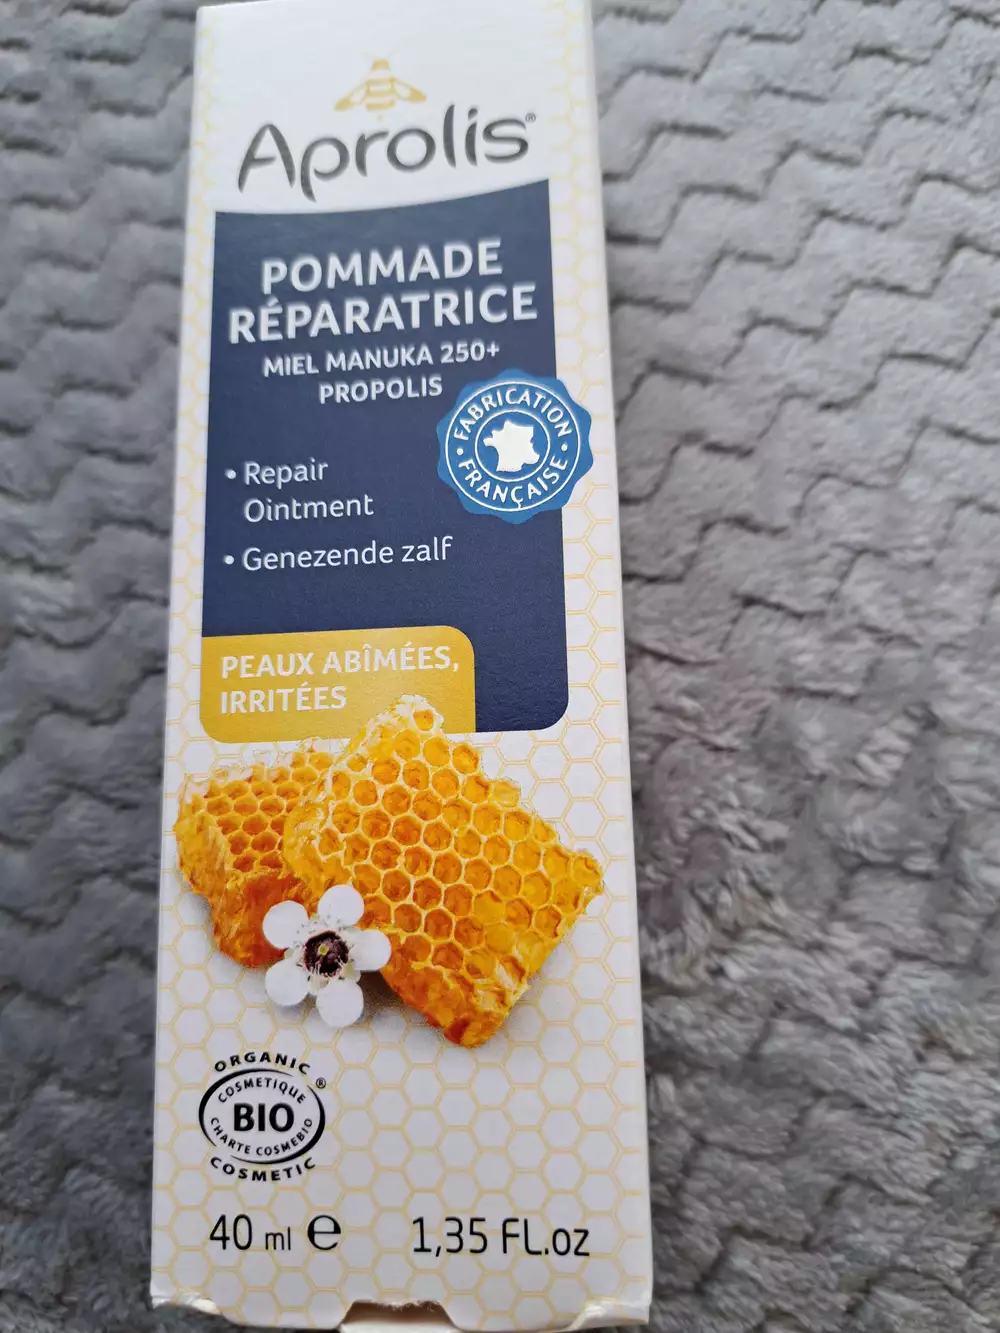 Aprolis®
POMMADE
RÉPARATRICE
MIEL MANUKA 250+
PROPOLIS
FABRICATION
FRANÇAISE
• Repair
Ointment
• Genezende zalf
PEAUX ABÎMÉES,
IRRITÉES
ORGANIC
COSMETIQUE ®
BIO
CHARTE COSMEBIO
COSMETIC
40 ml ℮ 1,35 FL.oz